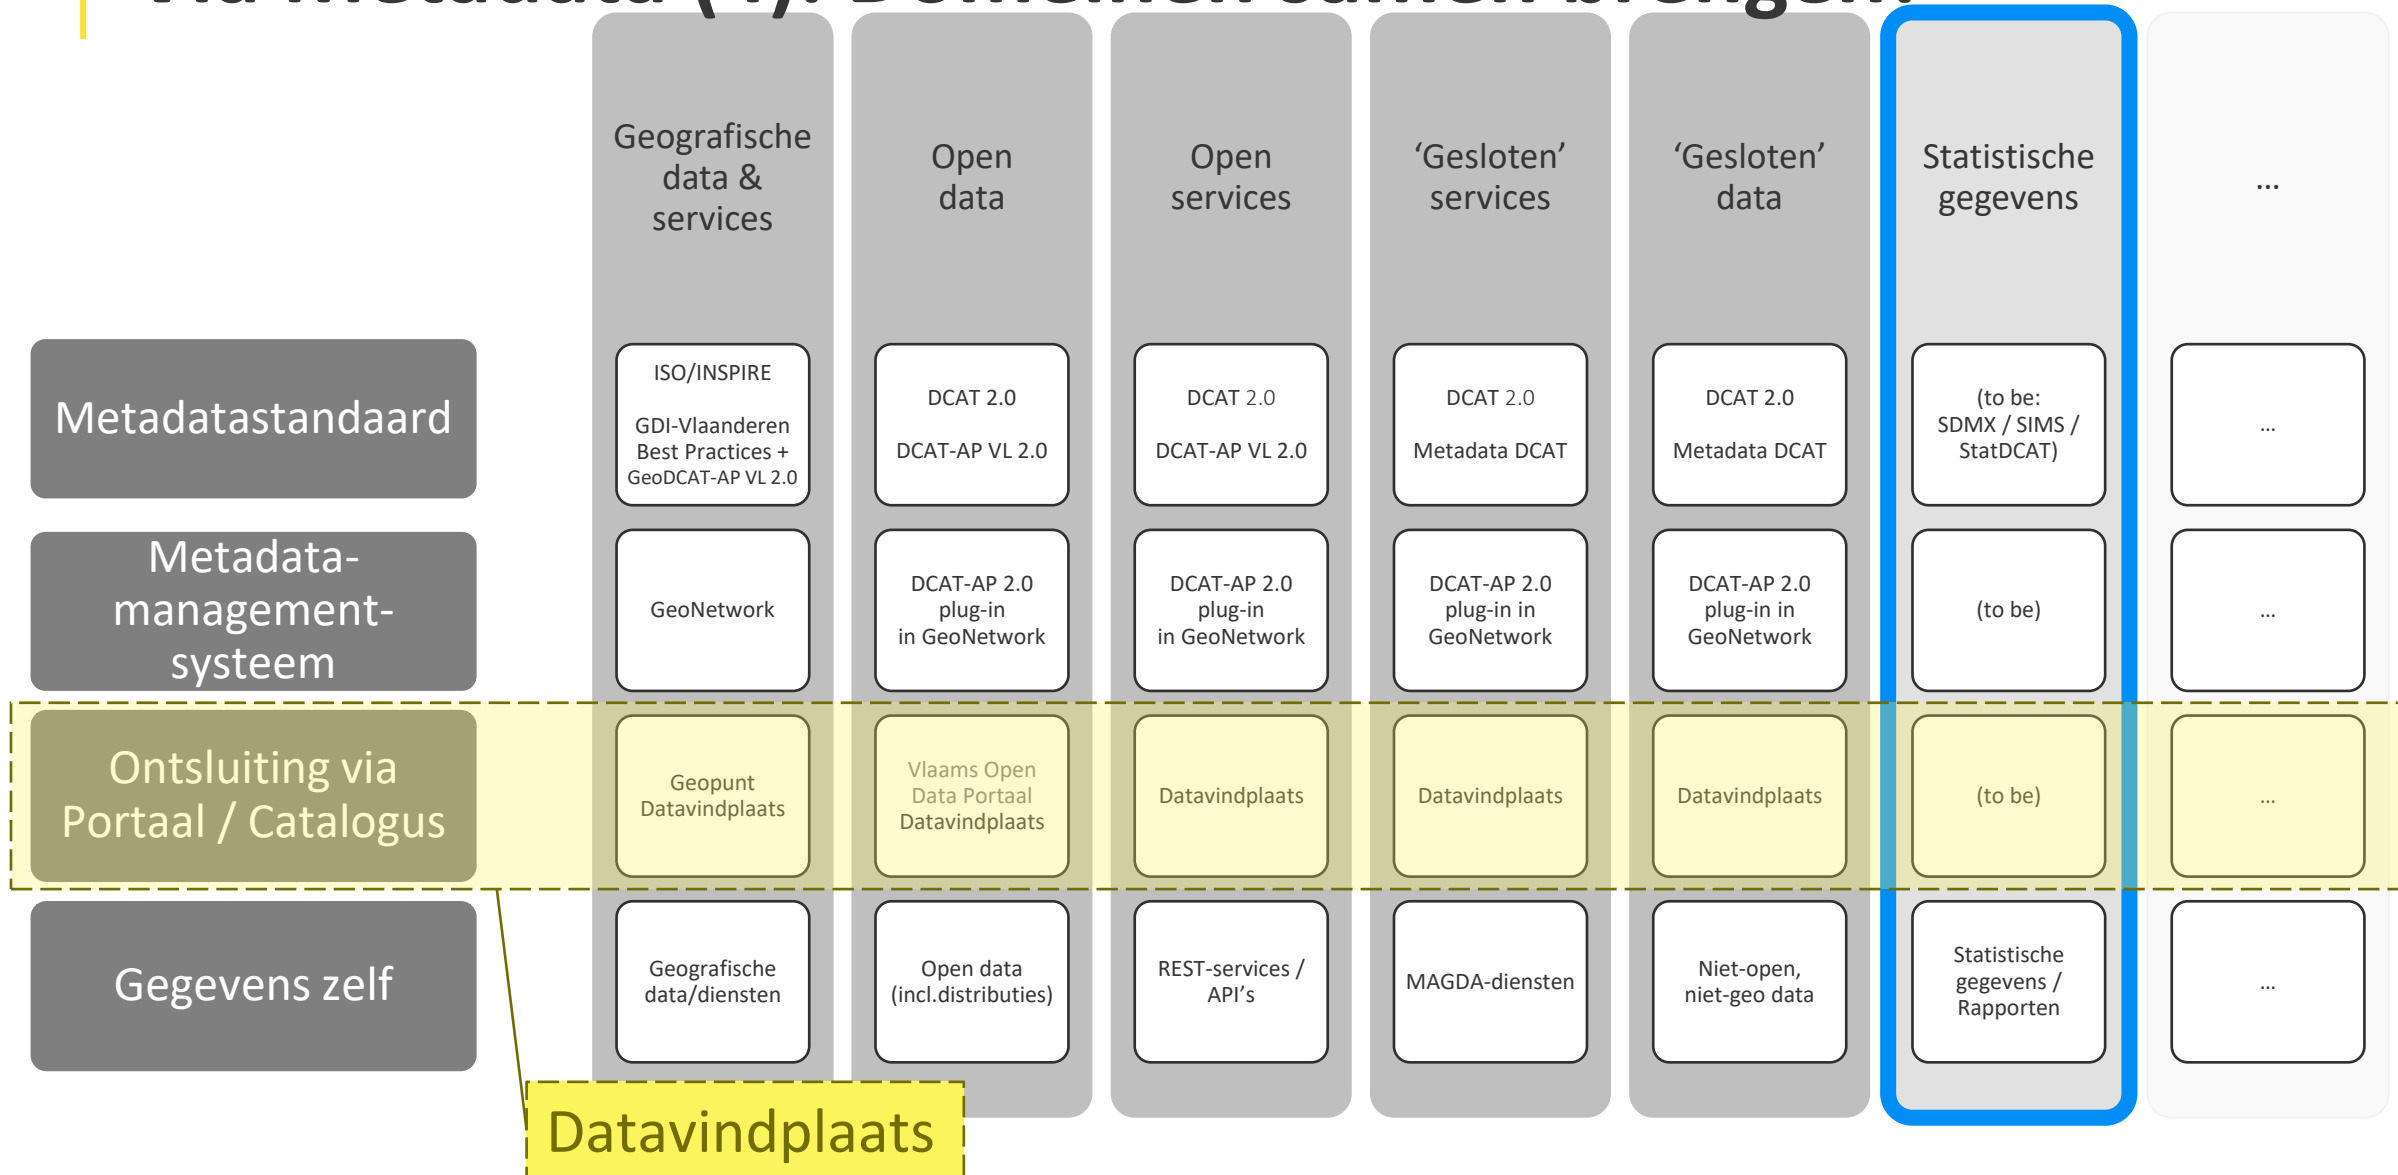 Geografische
data &
services
Open
data
Open
services
‘Gesloten’
services
‘Gesloten’
data
Statistische
gegevens
...
Metadatastandaard
ISO/INSPIRE
GDI-Vlaanderen
Best Practices +
GeoDCAT-AP VL 2.0
DCAT 2.0
DCAT-AP VL 2.0
DCAT 2.0
DCAT-AP VL 2.0
DCAT 2.0
Metadata DCAT
DCAT 2.0
Metadata DCAT
(to be:
SDMX / SIMS /
StatDCAT)
...
Metadata-
management-
systeem
GeoNetwork
DCAT-AP 2.0
plug-in
in GeoNetwork
DCAT-AP 2.0
plug-in
in GeoNetwork
DCAT-AP 2.0
plug-in in
GeoNetwork
DCAT-AP 2.0
plug-in in
GeoNetwork
(to be)
...
Ontsluiting via
Portaal / Catalogus
Geopunt
Datavindplaats
Vlaams Open
Data Portaal
Datavindplaats
Datavindplaats
Datavindplaats
Datavindplaats
(to be)
...
Gegevens zelf
Geografische
data/diensten
Open data
(incl.distributies)
REST-services /
API’s
MAGDA-diensten
Niet-open,
niet-geo data
Statistische
gegevens /
Rapporten
...
Datavindplaats